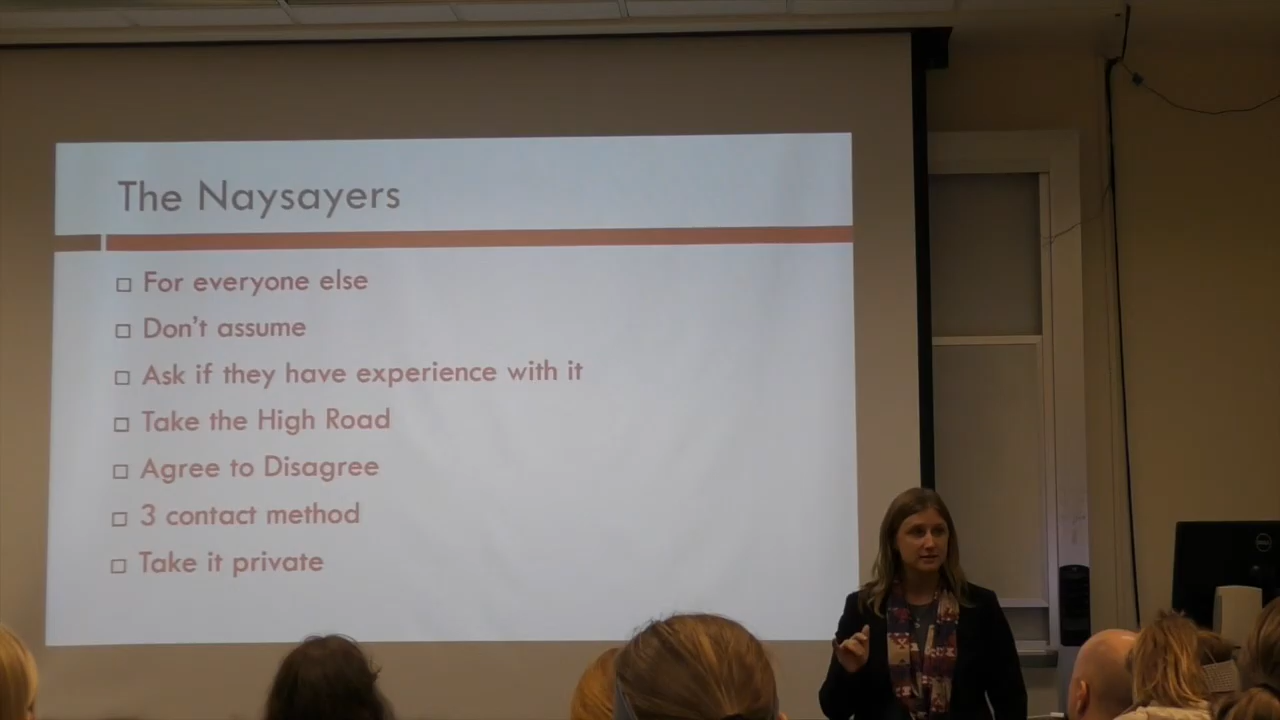 The Naysayers
For everyone else
Don't assume
Ask if they have experience with it
Take the High Road
Agree to Disagree
3 contact method
Take it private
DELL